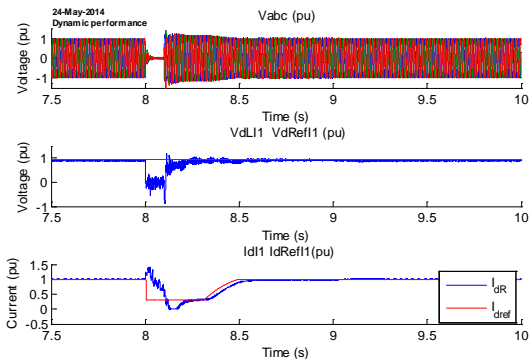 24-May-2014
Dynamic performance
Vabc (pu)
Voltage (pu)
1
0
-1
7.5
8
8.5
9
9.5
10
Time (s)
VdLI1 VdRefI1 (pu)
Voltage (pu)
1
0
-1
7.5
8
8.5
9
9.5
10
Time (s)
IdI1 IdRefI1(pu)
Current (pu)
1.5
1
0.5
0
-0.5
7.5
8
8.5
9
9.5
10
Time (s)
IdR
Idref